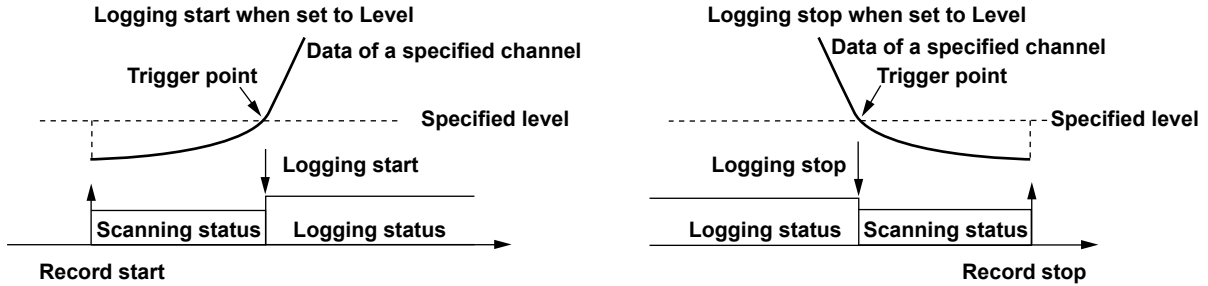 Logging start when set to Level
Data of a specified channel
Trigger point
Specified level
Logging start
Scanning status
Logging status
Record start
Logging stop when set to Level
Data of a specified channel
Trigger point
Specified level
Logging stop
Logging status
Scanning status
Record stop